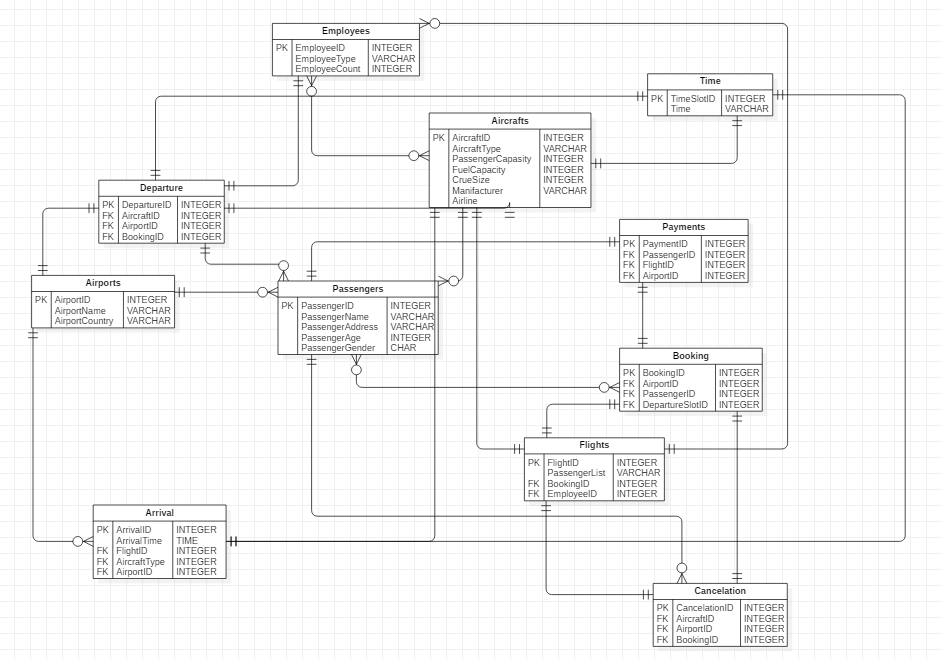 Employees
PK EmployeeID INTEGER
EmployeeType VARCHAR
EmployeeCount INTEGER
Time
PK TimeSlotID INTEGER
Time VARCHAR
Aircrafts
PK AircraftID INTEGER
AircraftType VARCHAR
PassengerCapacity INTEGER
FuelCapacity INTEGER
CrueSize INTEGER
Manifacturer VARCHAR
Airline
Departure
PK DepartureID INTEGER
FK AircraftID INTEGER
FK AirportID INTEGER
FK BookingID INTEGER
Payments
PK PaymentID INTEGER
FK PassengerID INTEGER
FK FlightID INTEGER
FK AirportID INTEGER
Airports
PK AirportID INTEGER
AirportName VARCHAR
AirportCountry VARCHAR
Passengers
PK PassengerID INTEGER
PassengerName VARCHAR
PassengerAddress VARCHAR
PassengerAge INTEGER
PassengerGender CHAR
Booking
PK BookingID INTEGER
FK AirportID INTEGER
FK PassengerID INTEGER
FK DepartureSlotID INTEGER
Flights
PK FlightID INTEGER
PassengerList VARCHAR
FK BookingID INTEGER
FK EmployeeID INTEGER
Arrival
PK ArrivalID INTEGER
ArrivalTime TIME
FK FlightID INTEGER
FK AircraftType INTEGER
FK AirportID INTEGER
Cancelation
PK CancelationID INTEGER
FK AircraftID INTEGER
FK AirportID INTEGER
FK BookingID INTEGER